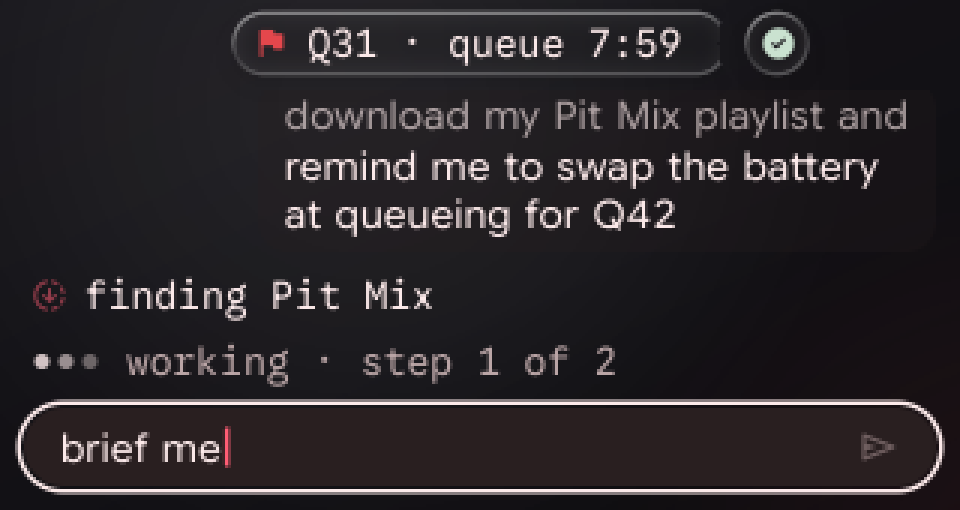 Q31 · queue 7:59
download my Pit Mix playlist and
remind me to swap the battery
at queueing for Q42
finding Pit Mix
working · step 1 of 2
brief me